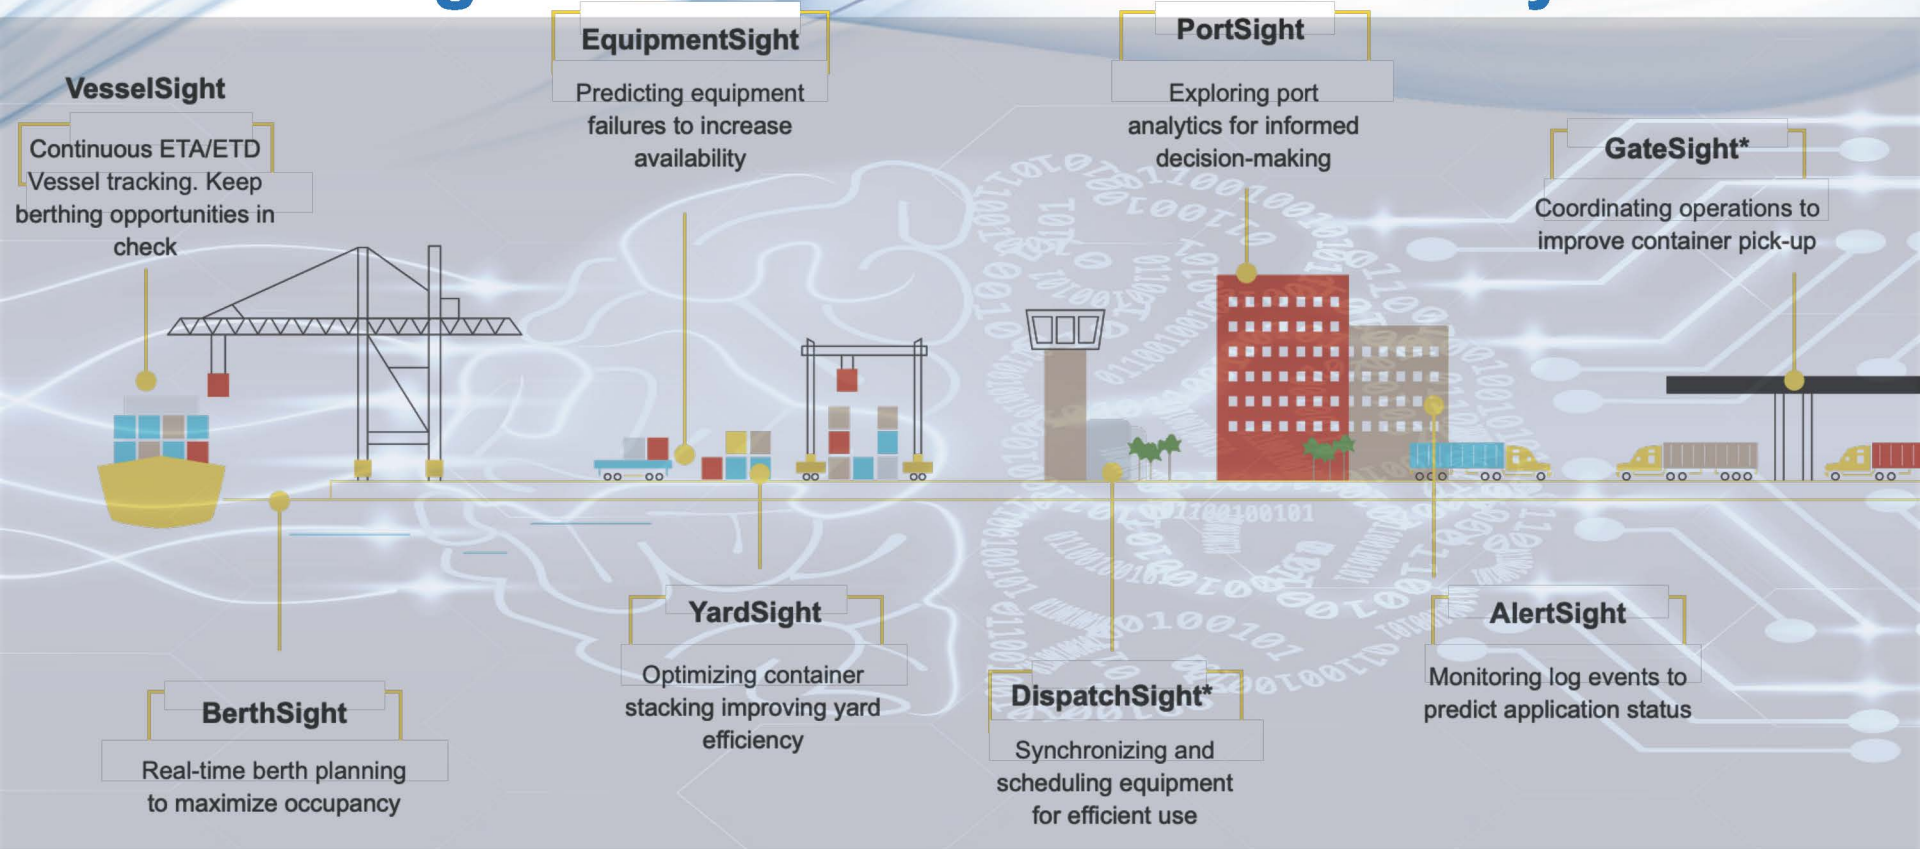 VesselSight
Continuous ETA/ETD
Vessel tracking. Keep
berthing opportunities in
check
EquipmentSight
Predicting equipment
failures to increase
availability
PortSight
Exploring port
analytics for informed
decision-making
GateSight*
Coordinating operations to
improve container pick-up
BerthSight
Real-time berth planning
to maximize occupancy
YardSight
Optimizing container
stacking improving yard
efficiency
DispatchSight*
Synchronizing and
scheduling equipment
for efficient use
AlertSight
Monitoring log events to
predict application status